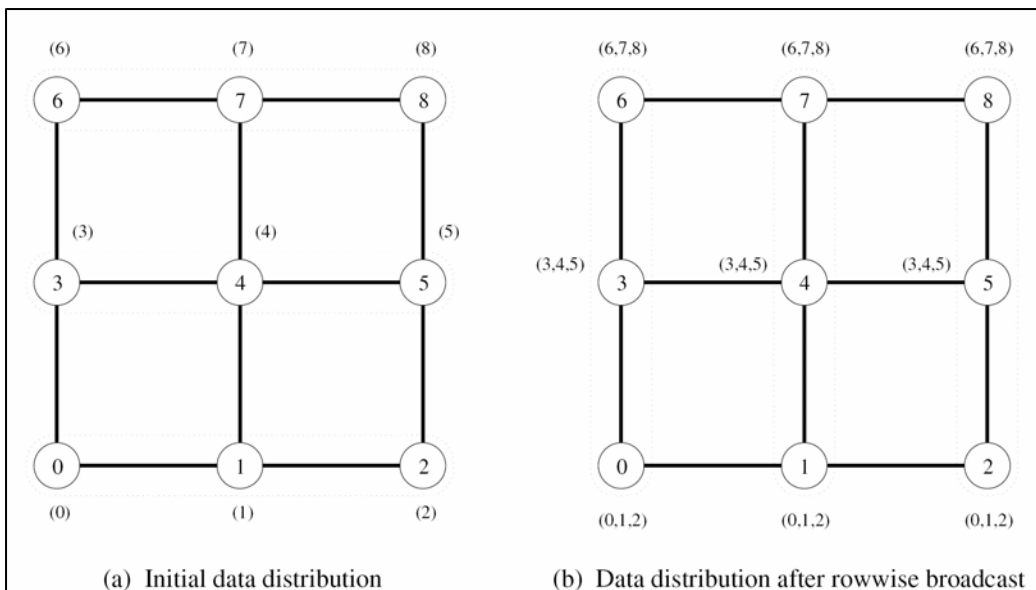 (6) (7) (8)
6 7 8
(3) (4) (5)
3 4 5
0 1 2
(0) (1) (2)
(a) Initial data distribution
(6,7,8) (6,7,8) (6,7,8)
6 7 8
(3,4,5) (3,4,5) (3,4,5)
3 4 5
0 1 2
(0,1,2) (0,1,2) (0,1,2)
(b) Data distribution after rowwise broadcast